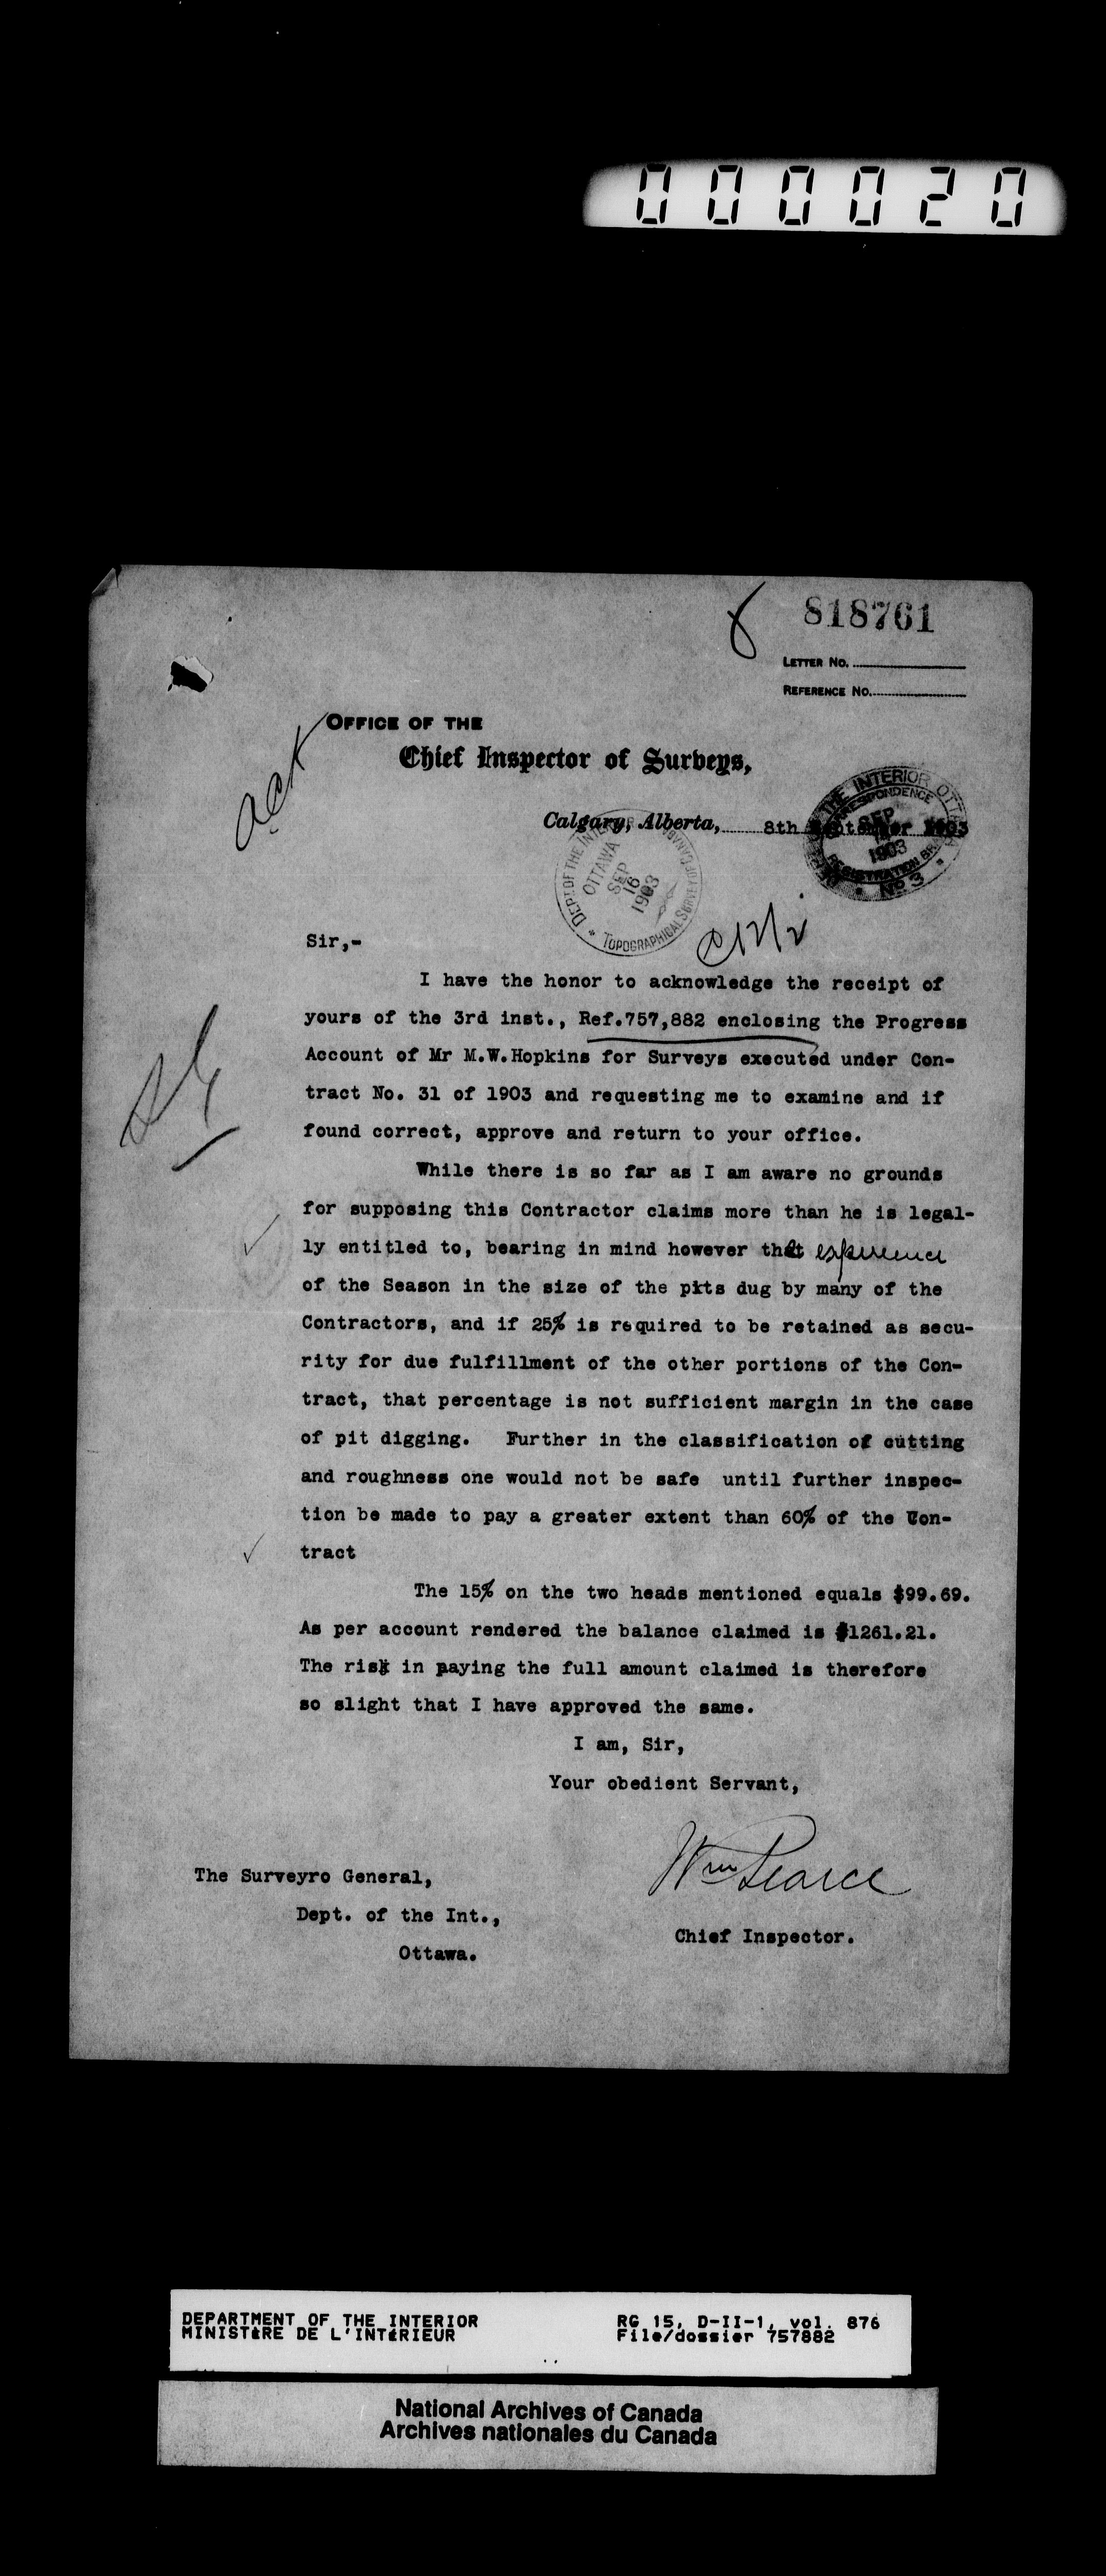 000020
818761
LETTER No.
REFERENCE No.
OFFICE OF THE
Chief Inspector of Surveys,
ack
Calgary, Alberta, 8th September 1903
DEPT. OF THE INTERIOR OTTAWA
CORRESPONDENCE
SEP
1903
REGISTRATION BR
No 3
DEPT. OF THE INTERIOR
OTTAWA
SEP
16
1903
TOPOGRAPHICAL SURVEY OF CANADA
Sir,-
I have the honor to acknowledge the receipt of
yours of the 3rd inst., Ref.757,882 enclosing the Progress
Account of Mr M.W.Hopkins for Surveys executed under Con-
tract No. 31 of 1903 and requesting me to examine and if
found correct, approve and return to your office.
While there is so far as I am aware no grounds
for supposing this Contractor claims more than he is legal-
ly entitled to, bearing in mind however that experience
of the Season in the size of the pits dug by many of the
Contractors, and if 25% is required to be retained as secu-
rity for due fulfillment of the other portions of the Con-
tract, that percentage is not sufficient margin in the case
of pit digging. Further in the classification of cutting
and roughness one would not be safe until further inspec-
tion be made to pay a greater extent than 60% of the Con-
tract
The 15% on the two heads mentioned equals $99.69.
As per account rendered the balance claimed is $1261.21.
The risk in paying the full amount claimed is therefore
so slight that I have approved the same.
I am, Sir,
Your obedient Servant,
Wm Pearce
Chief Inspector.
The Surveyro General,
Dept. of the Int.,
Ottawa.
DEPARTMENT OF THE INTERIOR
MINISTÈRE DE L'INTÉRIEUR
RG 15, D-II-1, vol. 876
File/dossier 757882
National Archives of Canada
Archives nationales du Canada